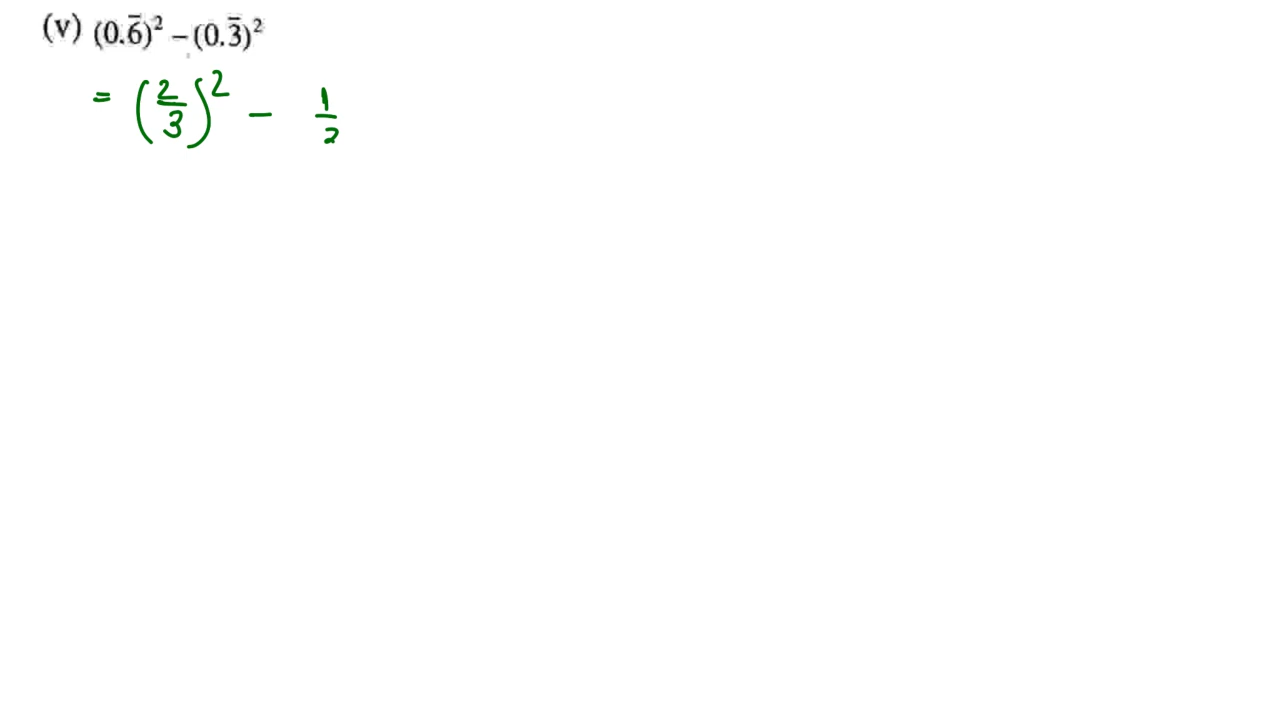 (v) (0.6̅)² – (0.3̅)²
= (2/3)² – 1/2